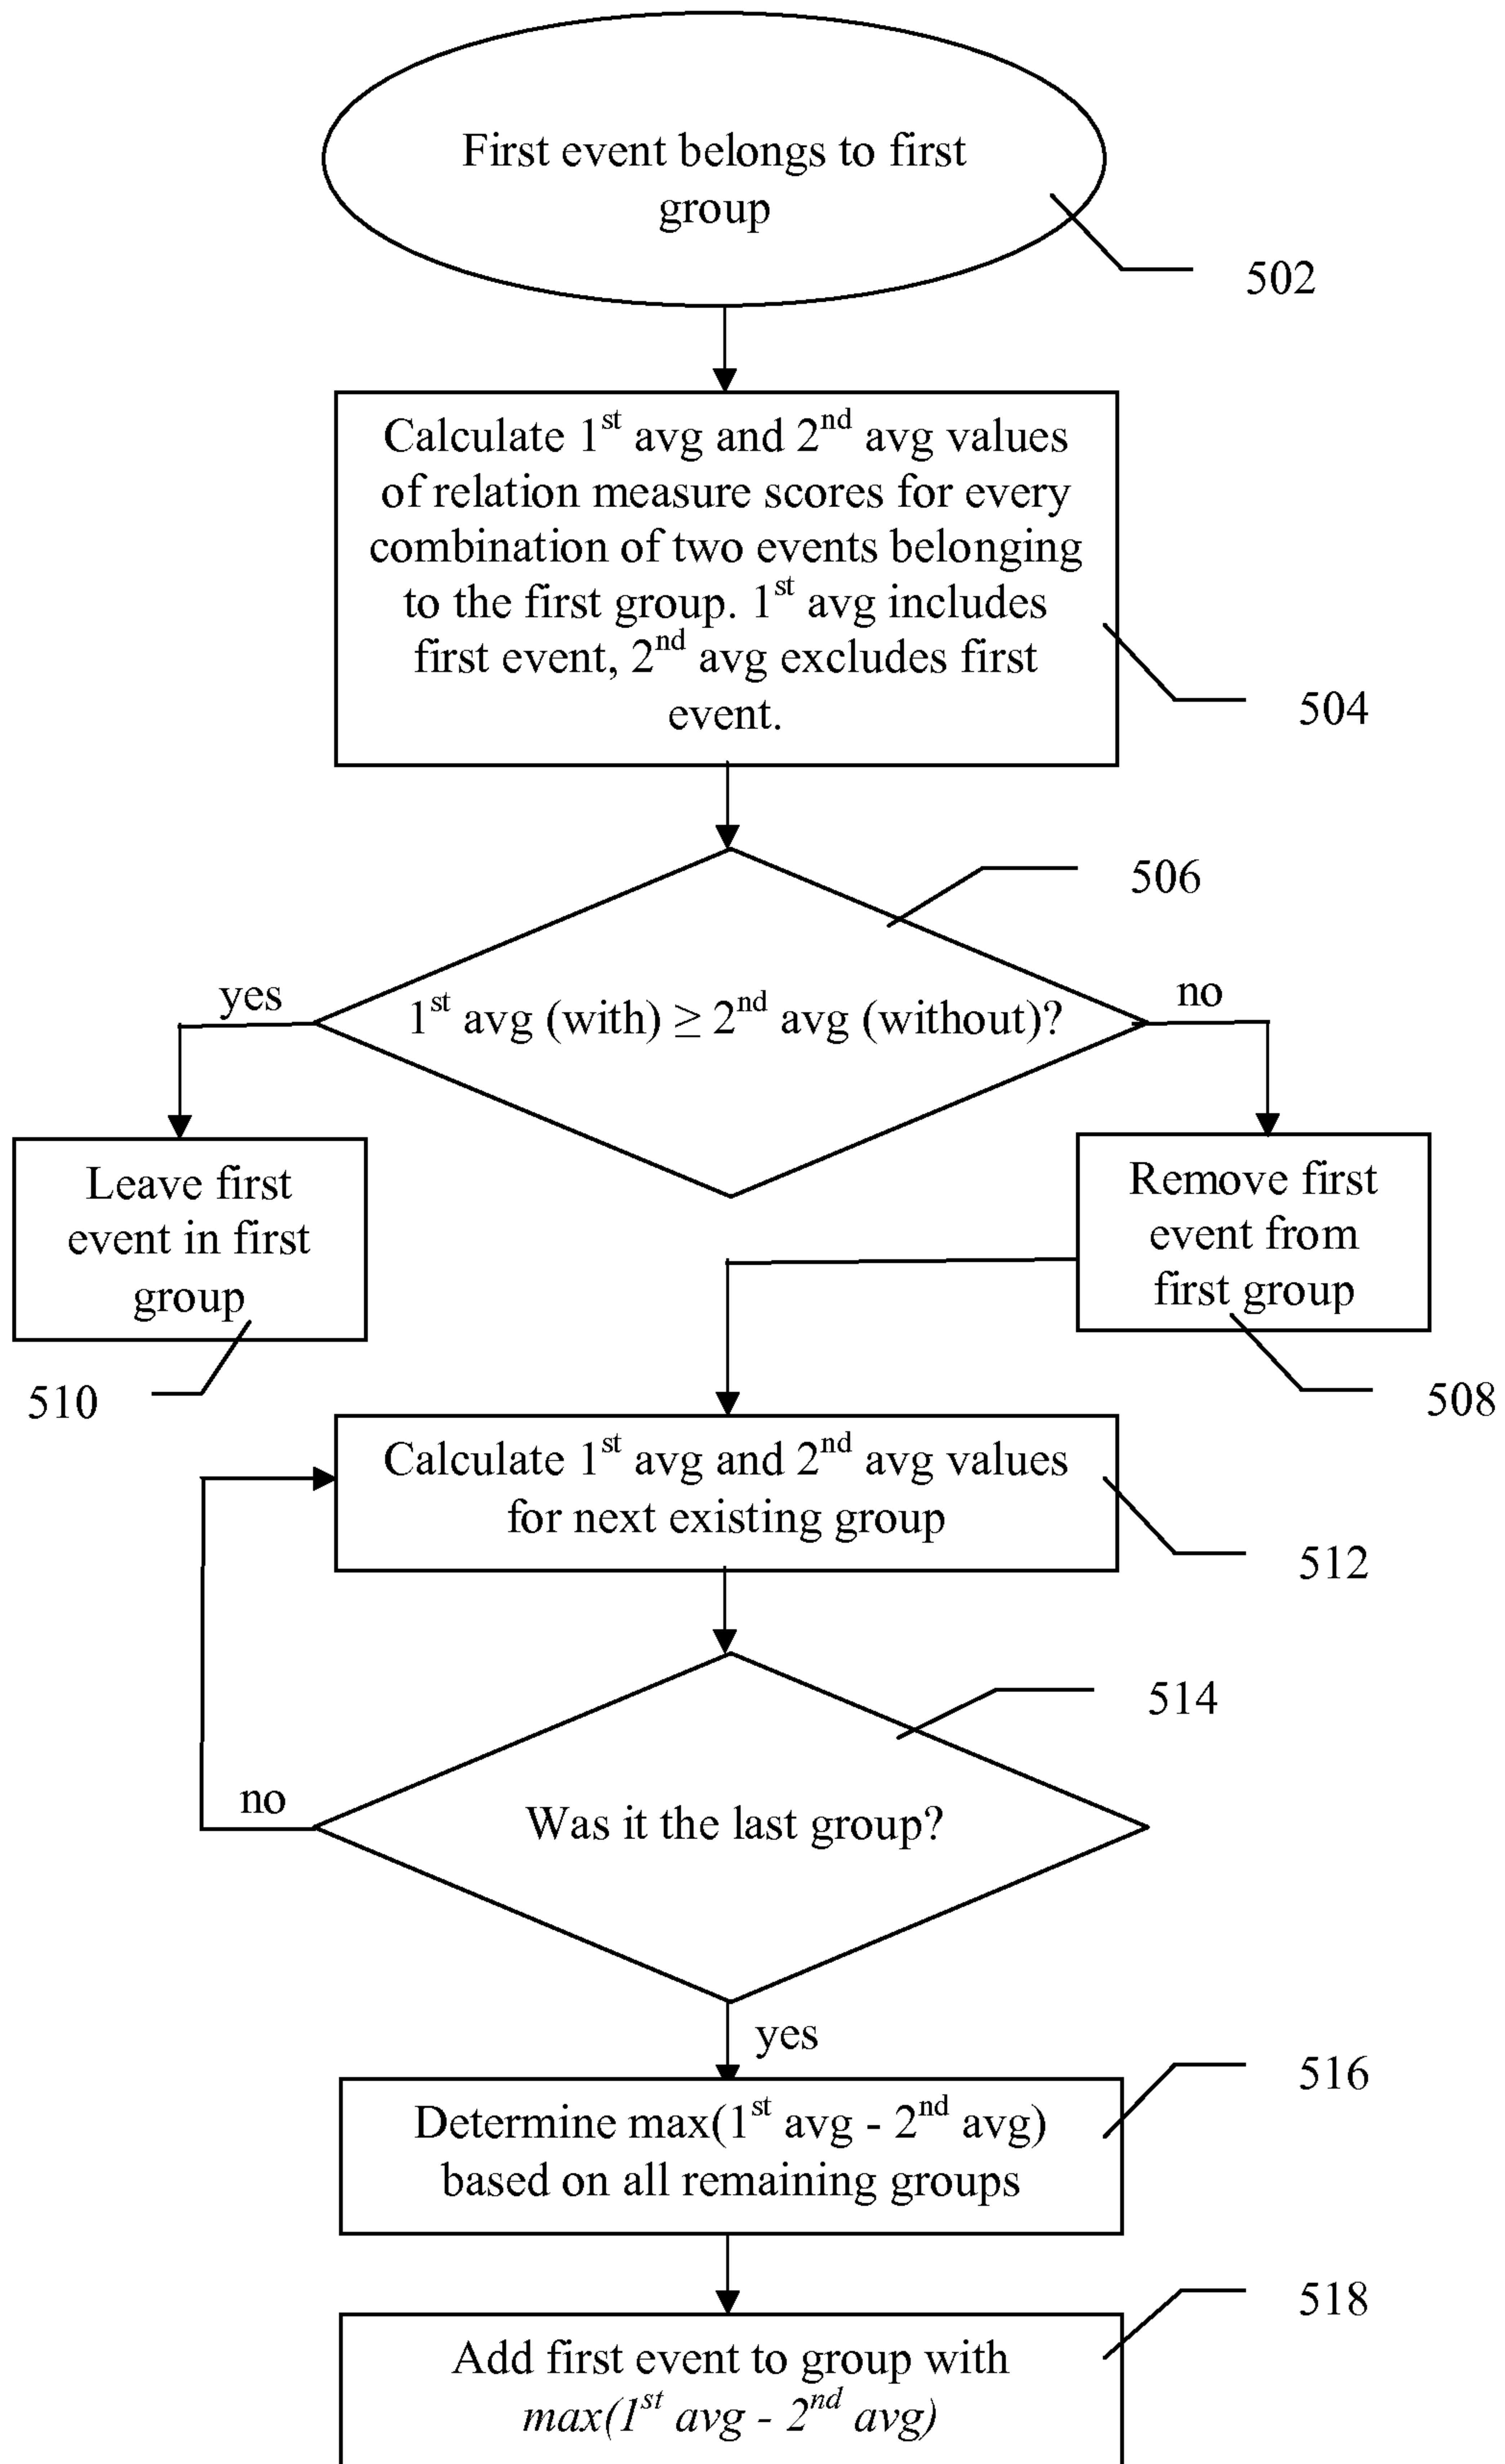 First event belongs to first
group
502
Calculate 1st avg and 2nd avg values
of relation measure scores for every
combination of two events belonging
to the first group. 1st avg includes
first event, 2nd avg excludes first
event.
504
506
1st avg (with) ≥ 2nd avg (without)?
yes
no
Leave first
event in first
group
510
Remove first
event from
first group
508
Calculate 1st avg and 2nd avg values
for next existing group
512
514
Was it the last group?
no
yes
516
Determine max(1st avg - 2nd avg)
based on all remaining groups
518
Add first event to group with
max(1st avg - 2nd avg)